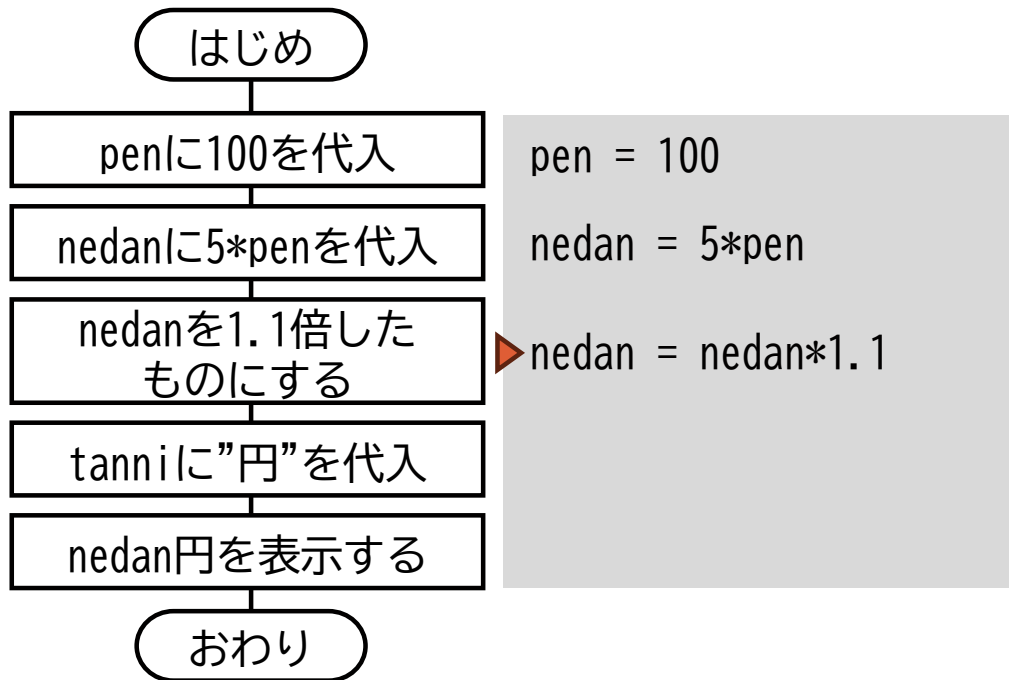 はじめ
penに100を代入
pen = 100
nedanに5*penを代入
nedan = 5*pen
nedanを1.1倍した
ものにする
nedan = nedan*1.1
tanniに”円”を代入
nedan円を表示する
おわり